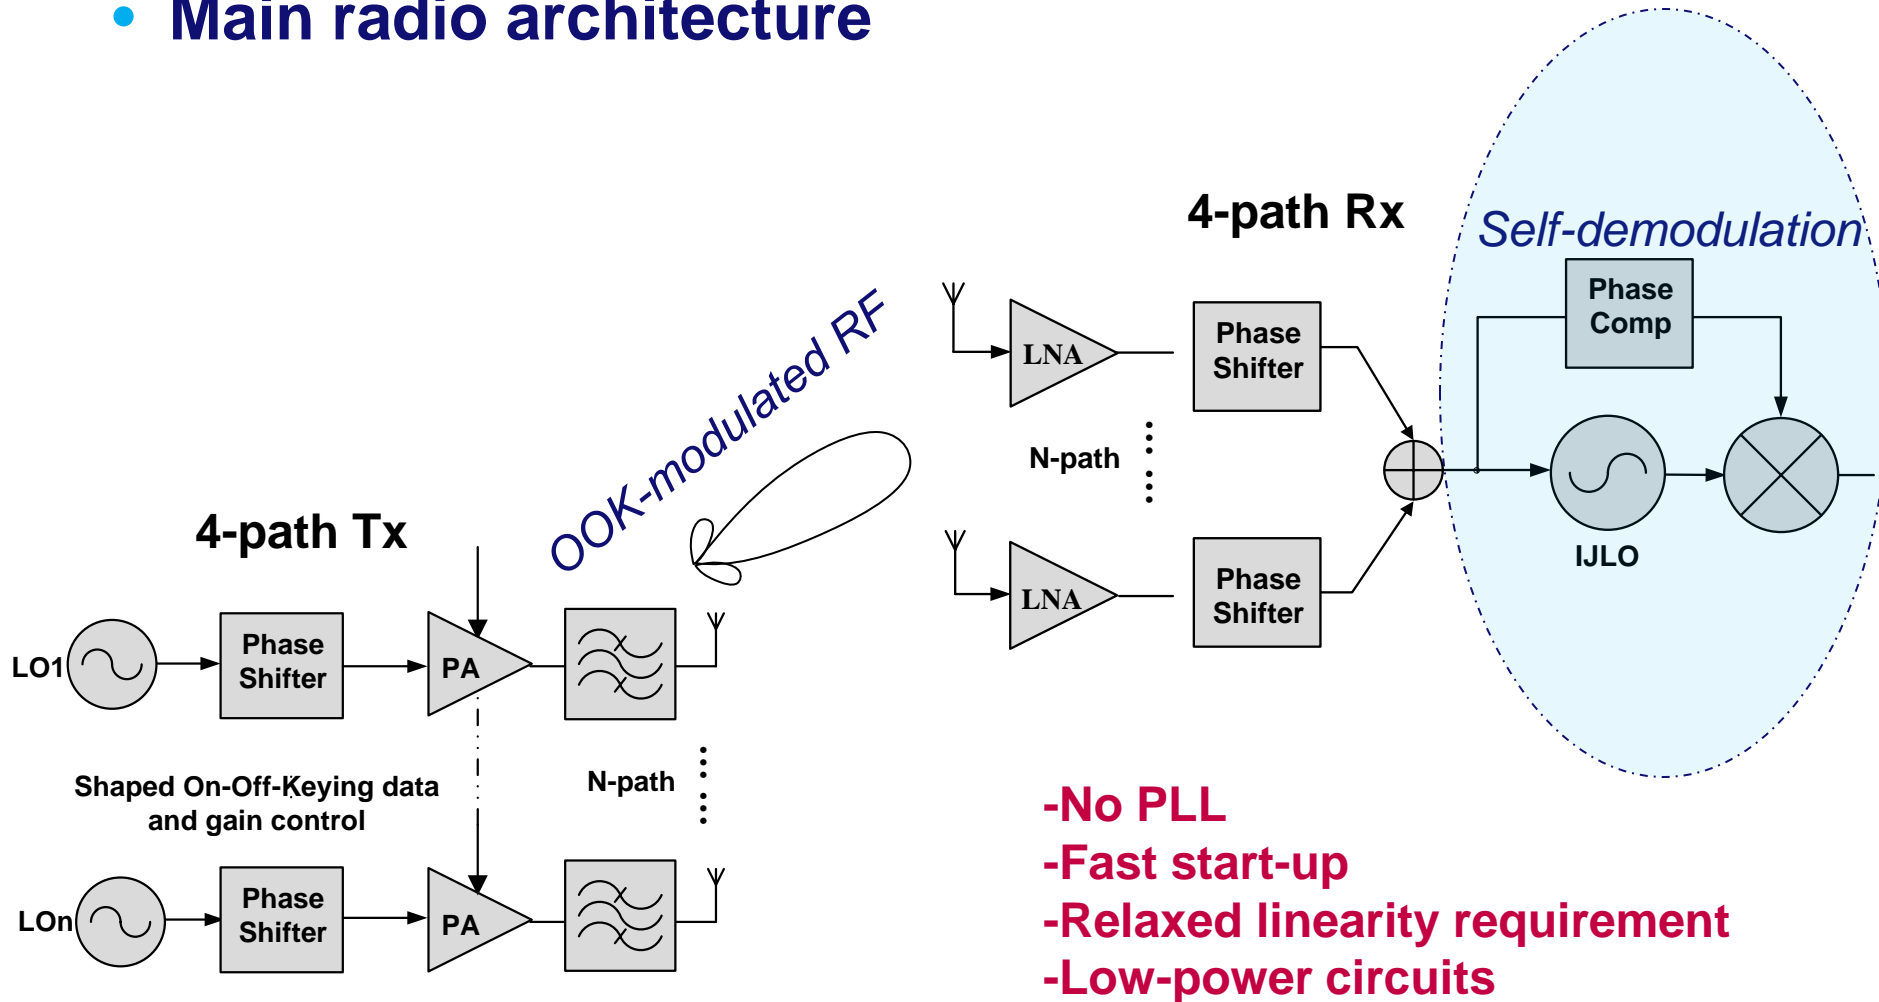 • Main radio architecture
4-path Rx
Self-demodulation
Phase
Comp
OOK-modulated RF
LNA
Phase
Shifter
N-path
4-path Tx
IJLO
LNA
Phase
Shifter
LO1
Phase
Shifter
PA
Shaped On-Off-Keying data
and gain control
N-path
LOn
Phase
Shifter
PA
-No PLL
-Fast start-up
-Relaxed linearity requirement
-Low-power circuits